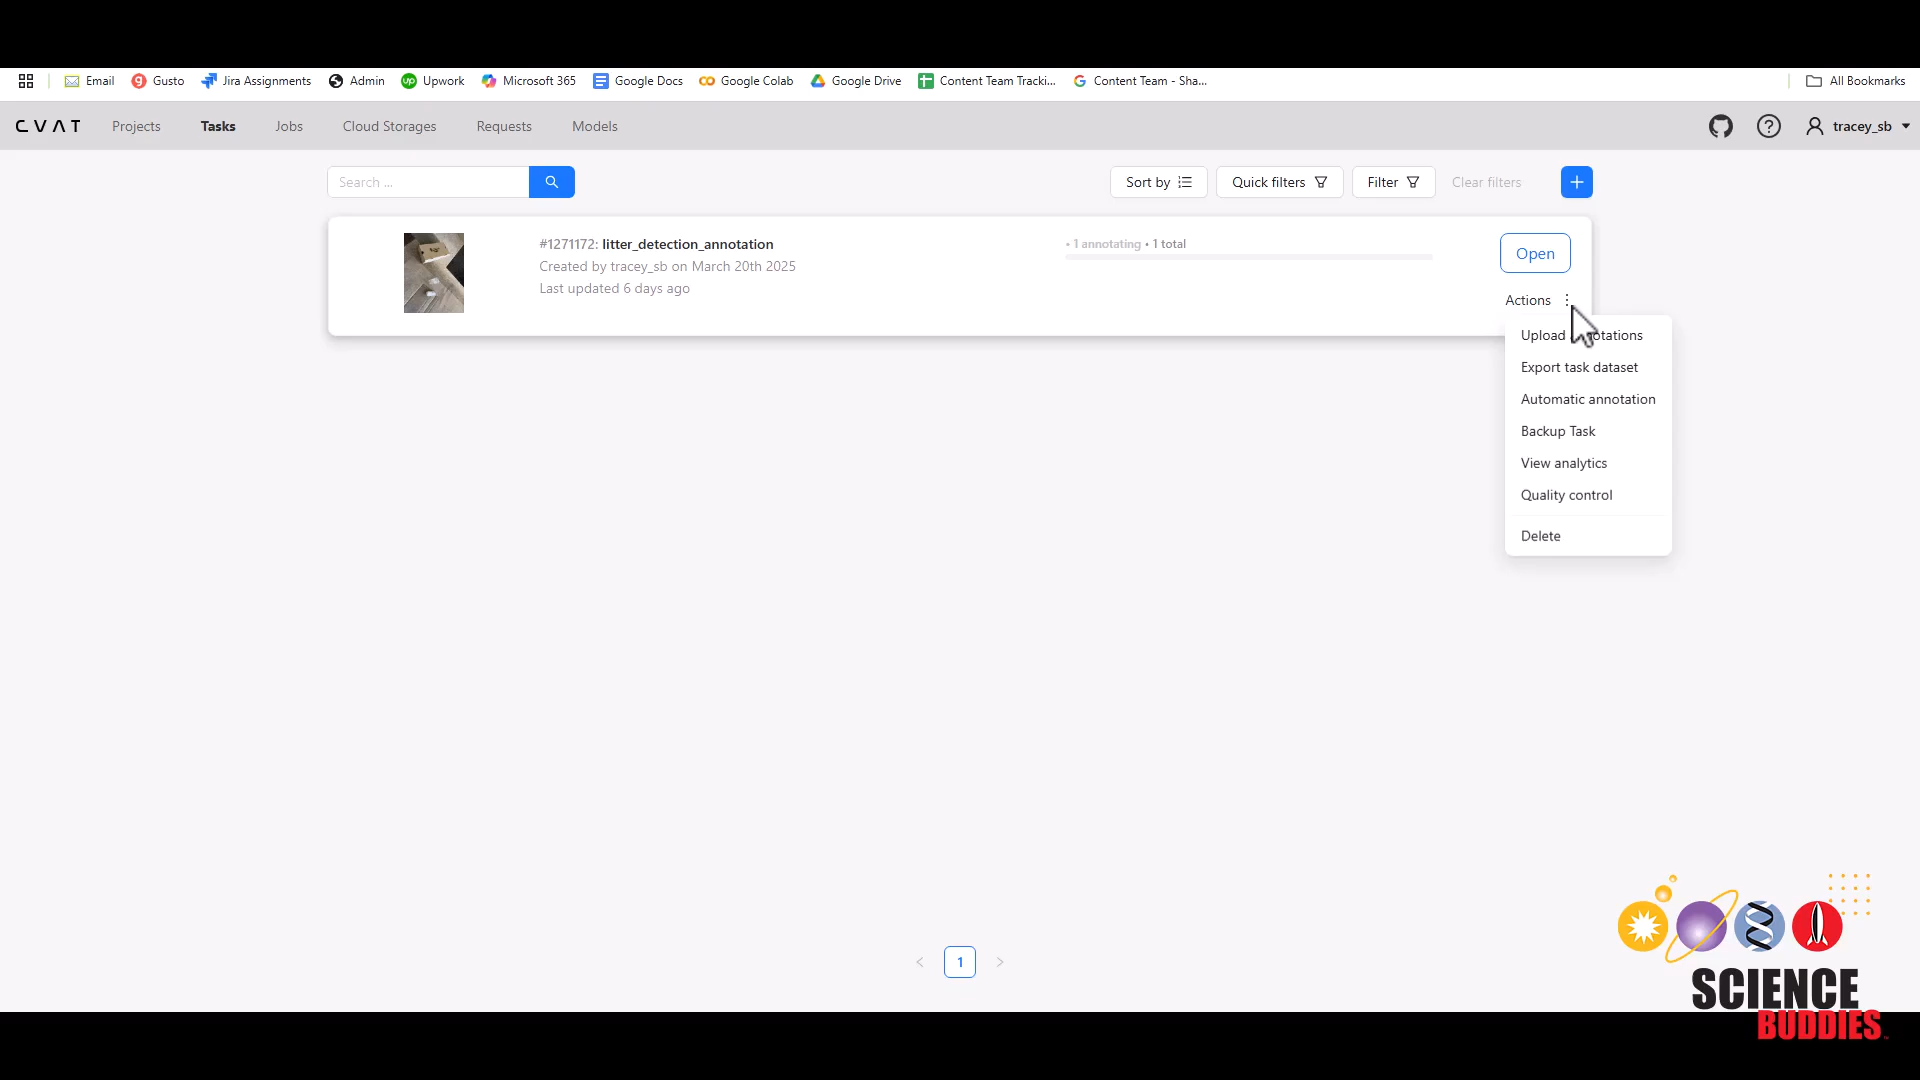 Email
Gusto
Jira Assignments
Admin
Upwork
Microsoft 365
Google Docs
Google Colab
Google Drive
Content Team Tracki...
Content Team - Sha...
All Bookmarks
CVAT
Projects
Tasks
Jobs
Cloud Storages
Requests
Models
tracey_sb
Search ...
Sort by
Quick filters
Filter
Clear filters
#1271172: litter_detection_annotation
Created by tracey_sb on March 20th 2025
Last updated 6 days ago
• 1 annotating • 1 total
Open
Actions
Upload otations
Export task dataset
Automatic annotation
Backup Task
View analytics
Quality control
Delete
1
SCIENCE
BUDDIES